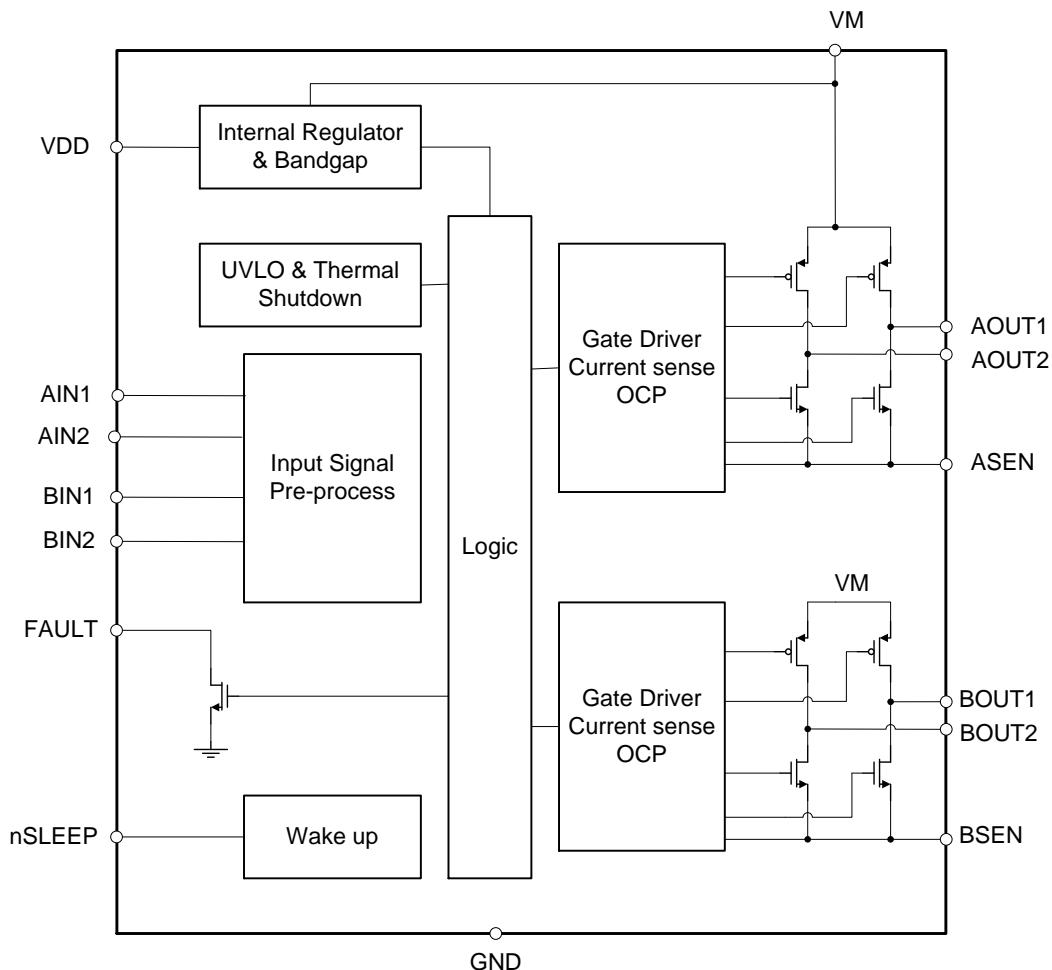 VM
VDD
Internal Regulator
& Bandgap
UVLO & Thermal
Shutdown
AIN1
AIN2
BIN1
BIN2
Input Signal
Pre-process
Logic
Gate Driver
Current sense
OCP
AOUT1
AOUT2
ASEN
FAULT
VM
Gate Driver
Current sense
OCP
BOUT1
BOUT2
BSEN
nSLEEP
Wake up
GND